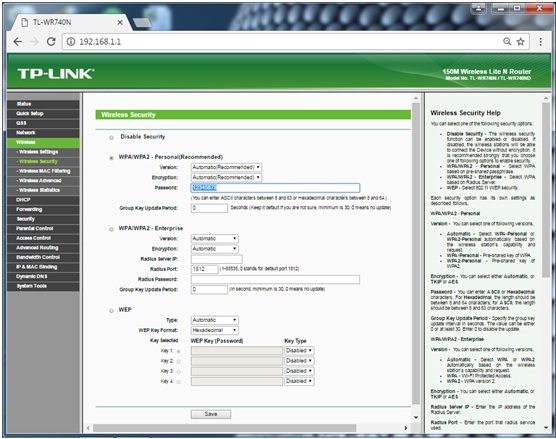 TL-WR740N
192.168.1.1
TP-LINK®
150M Wireless Lite N Router
Model No. TL-WR740N / TL-WR740ND
Status
Quick Setup
QSS
Network
Wireless
- Wireless Settings
- Wireless Security
- Wireless MAC Filtering
- Wireless Advanced
- Wireless Statistics
DHCP
Forwarding
Security
Parental Control
Access Control
Advanced Routing
Bandwidth Control
IP & MAC Binding
Dynamic DNS
System Tools
Wireless Security
Disable Security
WPA/WPA2 - Personal(Recommended)
Version: Automatic(Recommended)
Encryption: Automatic(Recommended)
Password: 12345678
(You can enter ASCII characters between 8 and 63 or Hexadecimal characters between 8 and 64.)
Group Key Update Period: 0 Seconds (Keep it default if you are not sure, minimum is 30, 0 means no update)
WPA/WPA2 - Enterprise
Version: Automatic
Encryption: Automatic
Radius Server IP:
Radius Port: 1812 (1-65535, 0 stands for default port 1812)
Radius Password:
Group Key Update Period: 0 (in second, minimum is 30, 0 means no update)
WEP
Type: Automatic
WEP Key Format: Hexadecimal
Key Selected WEP Key (Password) Key Type
Key 1: Disabled
Key 2: Disabled
Key 3: Disabled
Key 4: Disabled
Save
Wireless Security Help
You can select one of the following security options:
• Disable Security - The wireless security
function can be enabled or disabled. If
disabled, the wireless stations will be able
to connect the Device without encryption. It
is recommended strongly that you choose
one of following options to enable security.
• WPA/WPA2 - Personal - Select WPA
based on pre-shared passphrase.
• WPA/WPA2 - Enterprise - Select WPA
based on Radius Server.
• WEP - Select 802.11 WEP security.
Each security option has its own settings as
described follows.
WPA/WPA2 - Personal
Version - You can select one of following versions,
• Automatic - Select WPA-Personal or
WPA2-Personal automatically based on
the wireless station's capability and
request.
• WPA-Personal - Pre-shared key of WPA.
• WPA2-Personal - Pre-shared key of
WPA2.
Encryption - You can select either Automatic, or
TKIP or AES.
Password - You can enter ASCII or Hexadecimal
characters. For Hexadecimal, the length should be
between 8 and 64 characters; for ASCII, the length
should be between 8 and 63 characters.
Group Key Update Period - Specify the group key
update interval in seconds. The value can be either
0 or at least 30. Enter 0 to disable the update.
WPA/WPA2 - Enterprise
Version - You can select one of following versions,
• Automatic - Select WPA or WPA2
automatically based on the wireless
station's capability and request.
• WPA - Wi-Fi Protected Access.
• WPA2 - WPA version 2.
Encryption - You can select either Automatic, or
TKIP or AES.
Radius Server IP - Enter the IP address of the
Radius Server.
Radius Port - Enter the port that radius service
used.